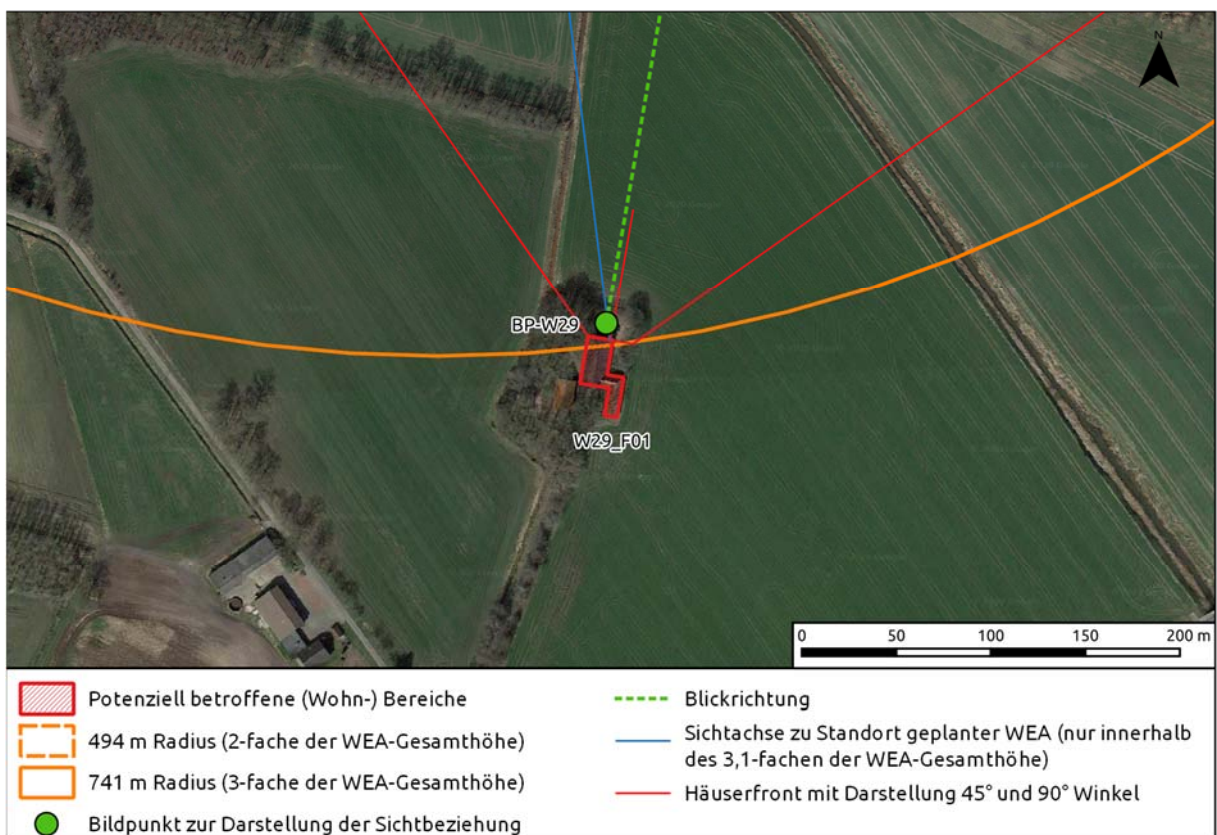 N
BP-W29
W29_F01
0 50 100 150 200 m
Potenziell betroffene (Wohn-) Bereiche
494 m Radius (2-fache der WEA-Gesamthöhe)
741 m Radius (3-fache der WEA-Gesamthöhe)
Bildpunkt zur Darstellung der Sichtbeziehung
Blickrichtung
Sichtachse zu Standort geplanter WEA (nur innerhalb
des 3,1-fachen der WEA-Gesamthöhe)
Häuserfront mit Darstellung 45° und 90° Winkel